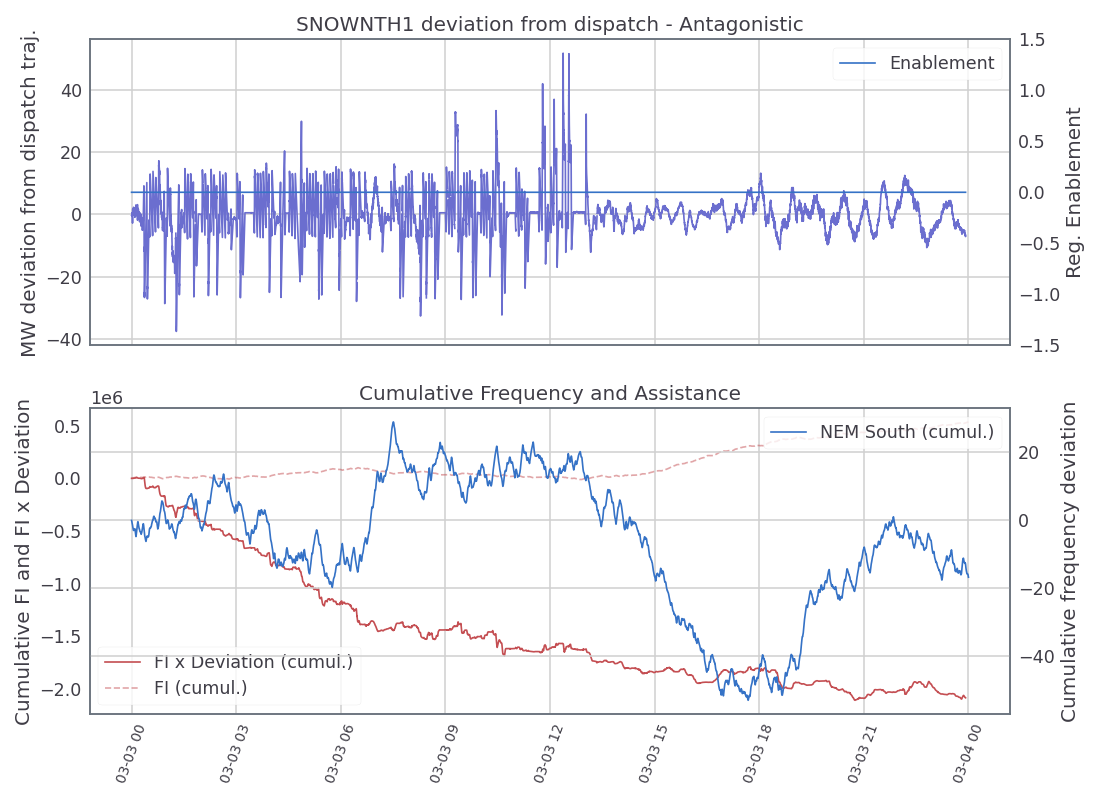 SNOWNTH1 deviation from dispatch - Antagonistic
MW deviation from dispatch traj.
40
20
0
−20
−40
Enablement
1.5
1.0
0.5
0.0
−0.5
−1.0
−1.5
Reg. Enablement
Cumulative Frequency and Assistance
1e6
Cumulative FI and FI x Deviation
0.5
0.0
−0.5
−1.0
−1.5
−2.0
NEM South (cumul.)
FI x Deviation (cumul.)
FI (cumul.)
20
0
−20
−40
Cumulative frequency deviation
03-03 00
03-03 03
03-03 06
03-03 09
03-03 12
03-03 15
03-03 18
03-03 21
03-04 00